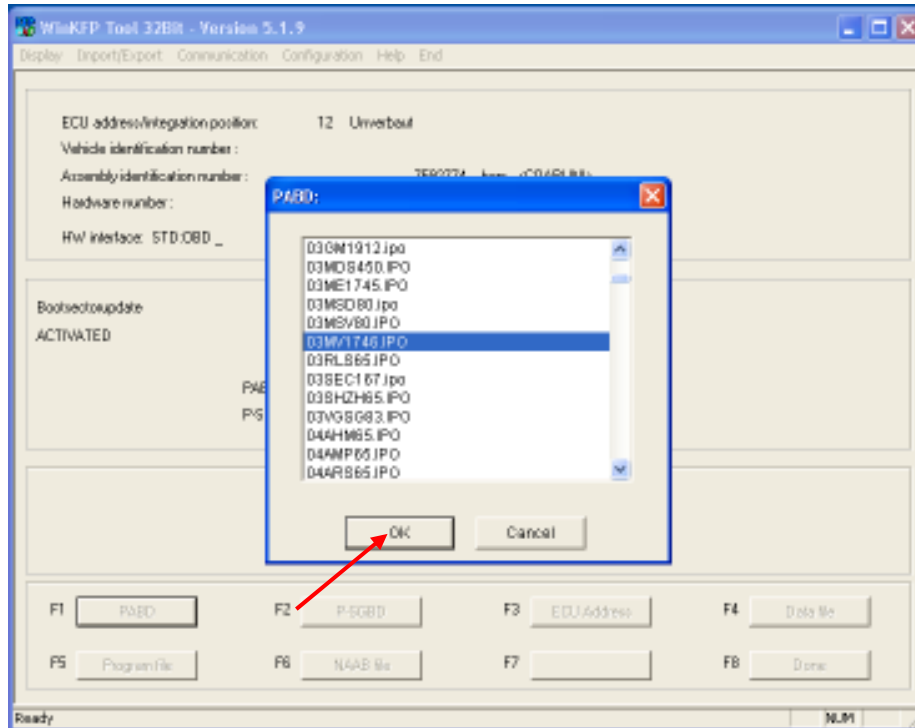 WinKFP Tool 32Bit - Version 5.1.9
Display Import/Export Communication Configuration Help End
ECU address/integration position: 12 Unverbaut
Vehicle identification number :
Assembly identification number :
Hardware number :
HW interface: STD:OBD _
Bootsectorupdate
ACTIVATED
PABD:
03GM1912.ipo
03MDS450.IPO
03ME1745.IPO
03MSD80.ipo
03MSV80.IPO
03MV1746.IPO
03RLS65.IPO
03SEC167.ipo
03SHZH65.IPO
03VGSG83.IPO
04AHM65.IPO
04AMP65.IPO
04ARS65.IPO
OK Cancel
F1 PABD F2 P-SGBD F3 ECU Address F4 Data file
F5 Program file F6 NAAB file F7 F8 Done
Ready NUM